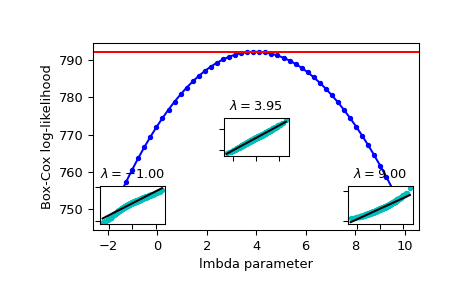 790
780
770
760
750
Box-Cox log-likelihood
λ = 3.95
λ = −1.00
λ = 9.00
−2 0 2 4 6 8 10
lmbda parameter